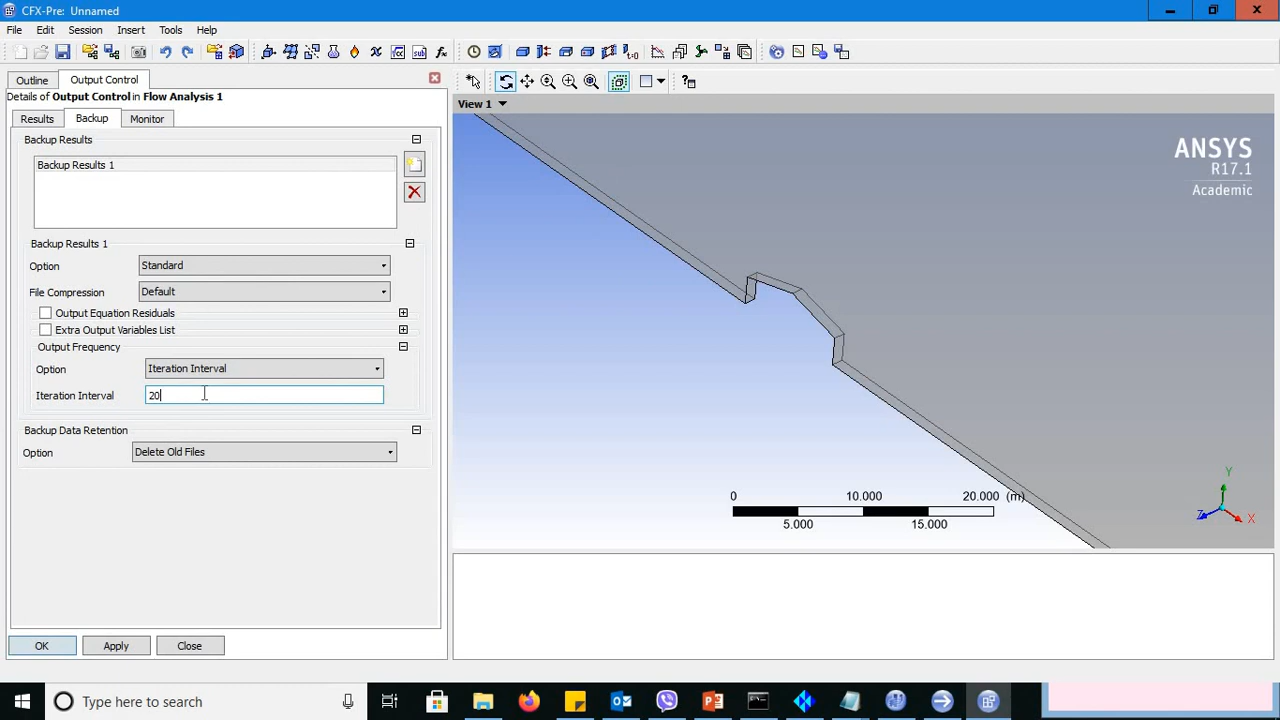 CFX-Pre: Unnamed
File Edit Session Insert Tools Help
Outline Output Control
Details of Output Control in Flow Analysis 1
Results Backup Monitor
Backup Results
Backup Results 1
Backup Results 1
Option Standard
File Compression Default
Output Equation Residuals
Extra Output Variables List
Output Frequency
Option Iteration Interval
Iteration Interval 20
Backup Data Retention
Option Delete Old Files
OK Apply Close
View 1
ANSYS
R17.1
Academic
0 10.000 20.000 (m)
5.000 15.000
Y
Z X
Type here to search